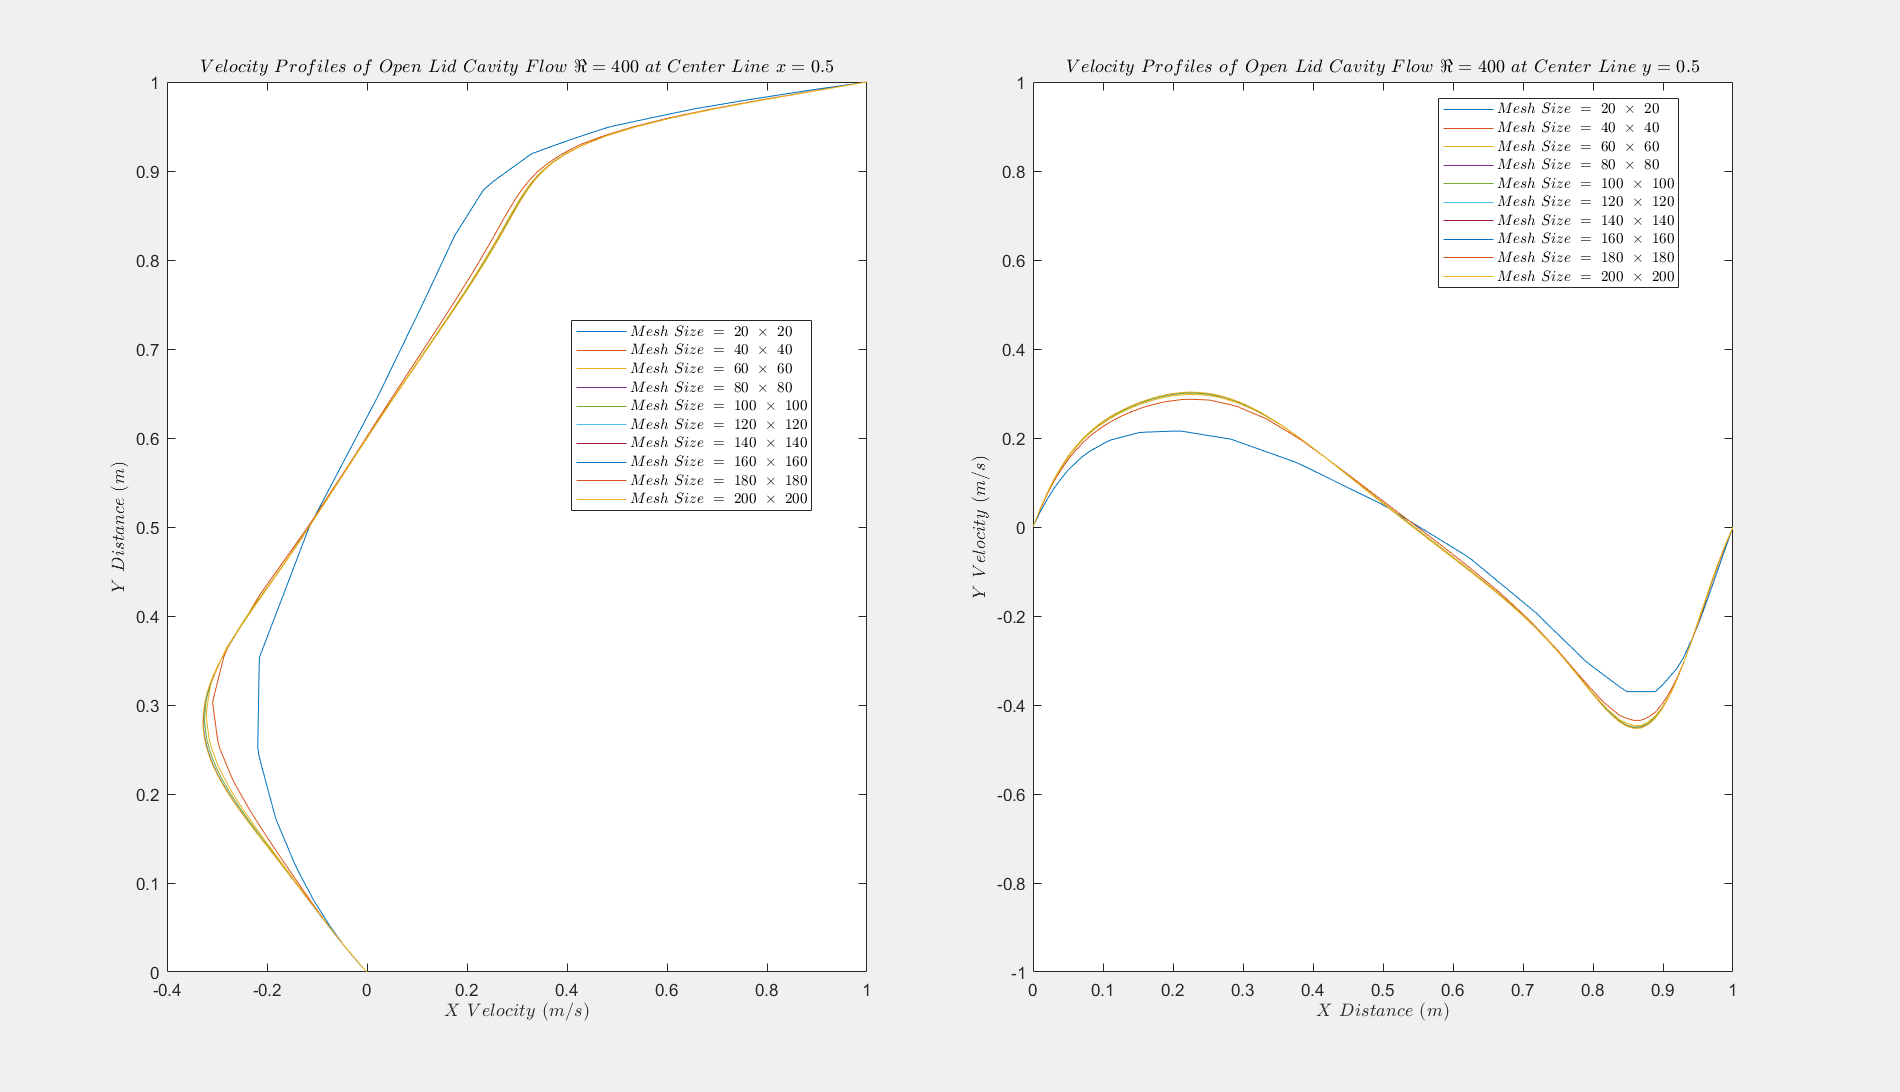 Velocity Profiles of Open Lid Cavity Flow ℜ = 400 at Center Line x = 0.5
1
0.9
0.8
0.7
0.6
0.5
0.4
0.3
0.2
0.1
0
Y Distance (m)
Mesh Size = 20 × 20
Mesh Size = 40 × 40
Mesh Size = 60 × 60
Mesh Size = 80 × 80
Mesh Size = 100 × 100
Mesh Size = 120 × 120
Mesh Size = 140 × 140
Mesh Size = 160 × 160
Mesh Size = 180 × 180
Mesh Size = 200 × 200
-0.4 -0.2 0 0.2 0.4 0.6 0.8 1
X Velocity (m/s)
Velocity Profiles of Open Lid Cavity Flow ℜ = 400 at Center Line y = 0.5
1
0.8
0.6
0.4
0.2
0
-0.2
-0.4
-0.6
-0.8
-1
Y Velocity (m/s)
Mesh Size = 20 × 20
Mesh Size = 40 × 40
Mesh Size = 60 × 60
Mesh Size = 80 × 80
Mesh Size = 100 × 100
Mesh Size = 120 × 120
Mesh Size = 140 × 140
Mesh Size = 160 × 160
Mesh Size = 180 × 180
Mesh Size = 200 × 200
0 0.1 0.2 0.3 0.4 0.5 0.6 0.7 0.8 0.9 1
X Distance (m)